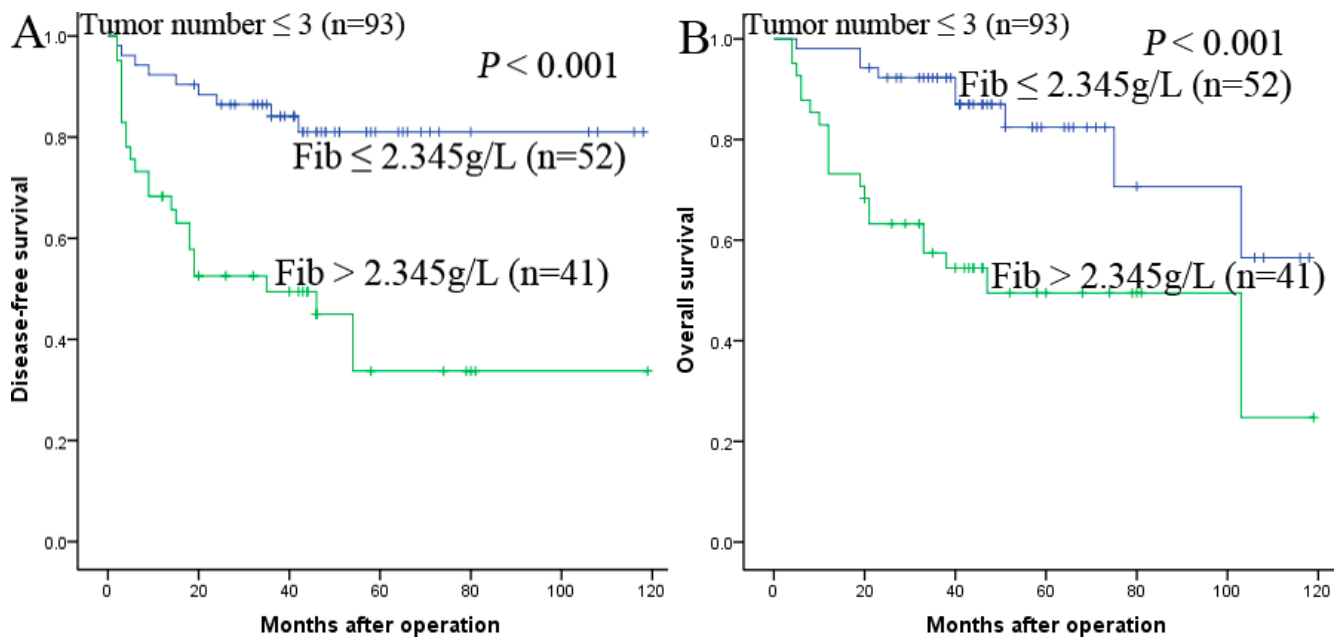 A
Tumor number ≤ 3 (n=93)
P < 0.001
Fib ≤ 2.345g/L (n=52)
Fib > 2.345g/L (n=41)
Disease-free survival
1.0
0.8
0.6
0.4
0.2
0.0
0 20 40 60 80 100 120
Months after operation
B
Tumor number ≤ 3 (n=93)
P < 0.001
Fib ≤ 2.345g/L (n=52)
Fib > 2.345g/L (n=41)
Overall survival
1.0
0.8
0.6
0.4
0.2
0.0
0 20 40 60 80 100 120
Months after operation